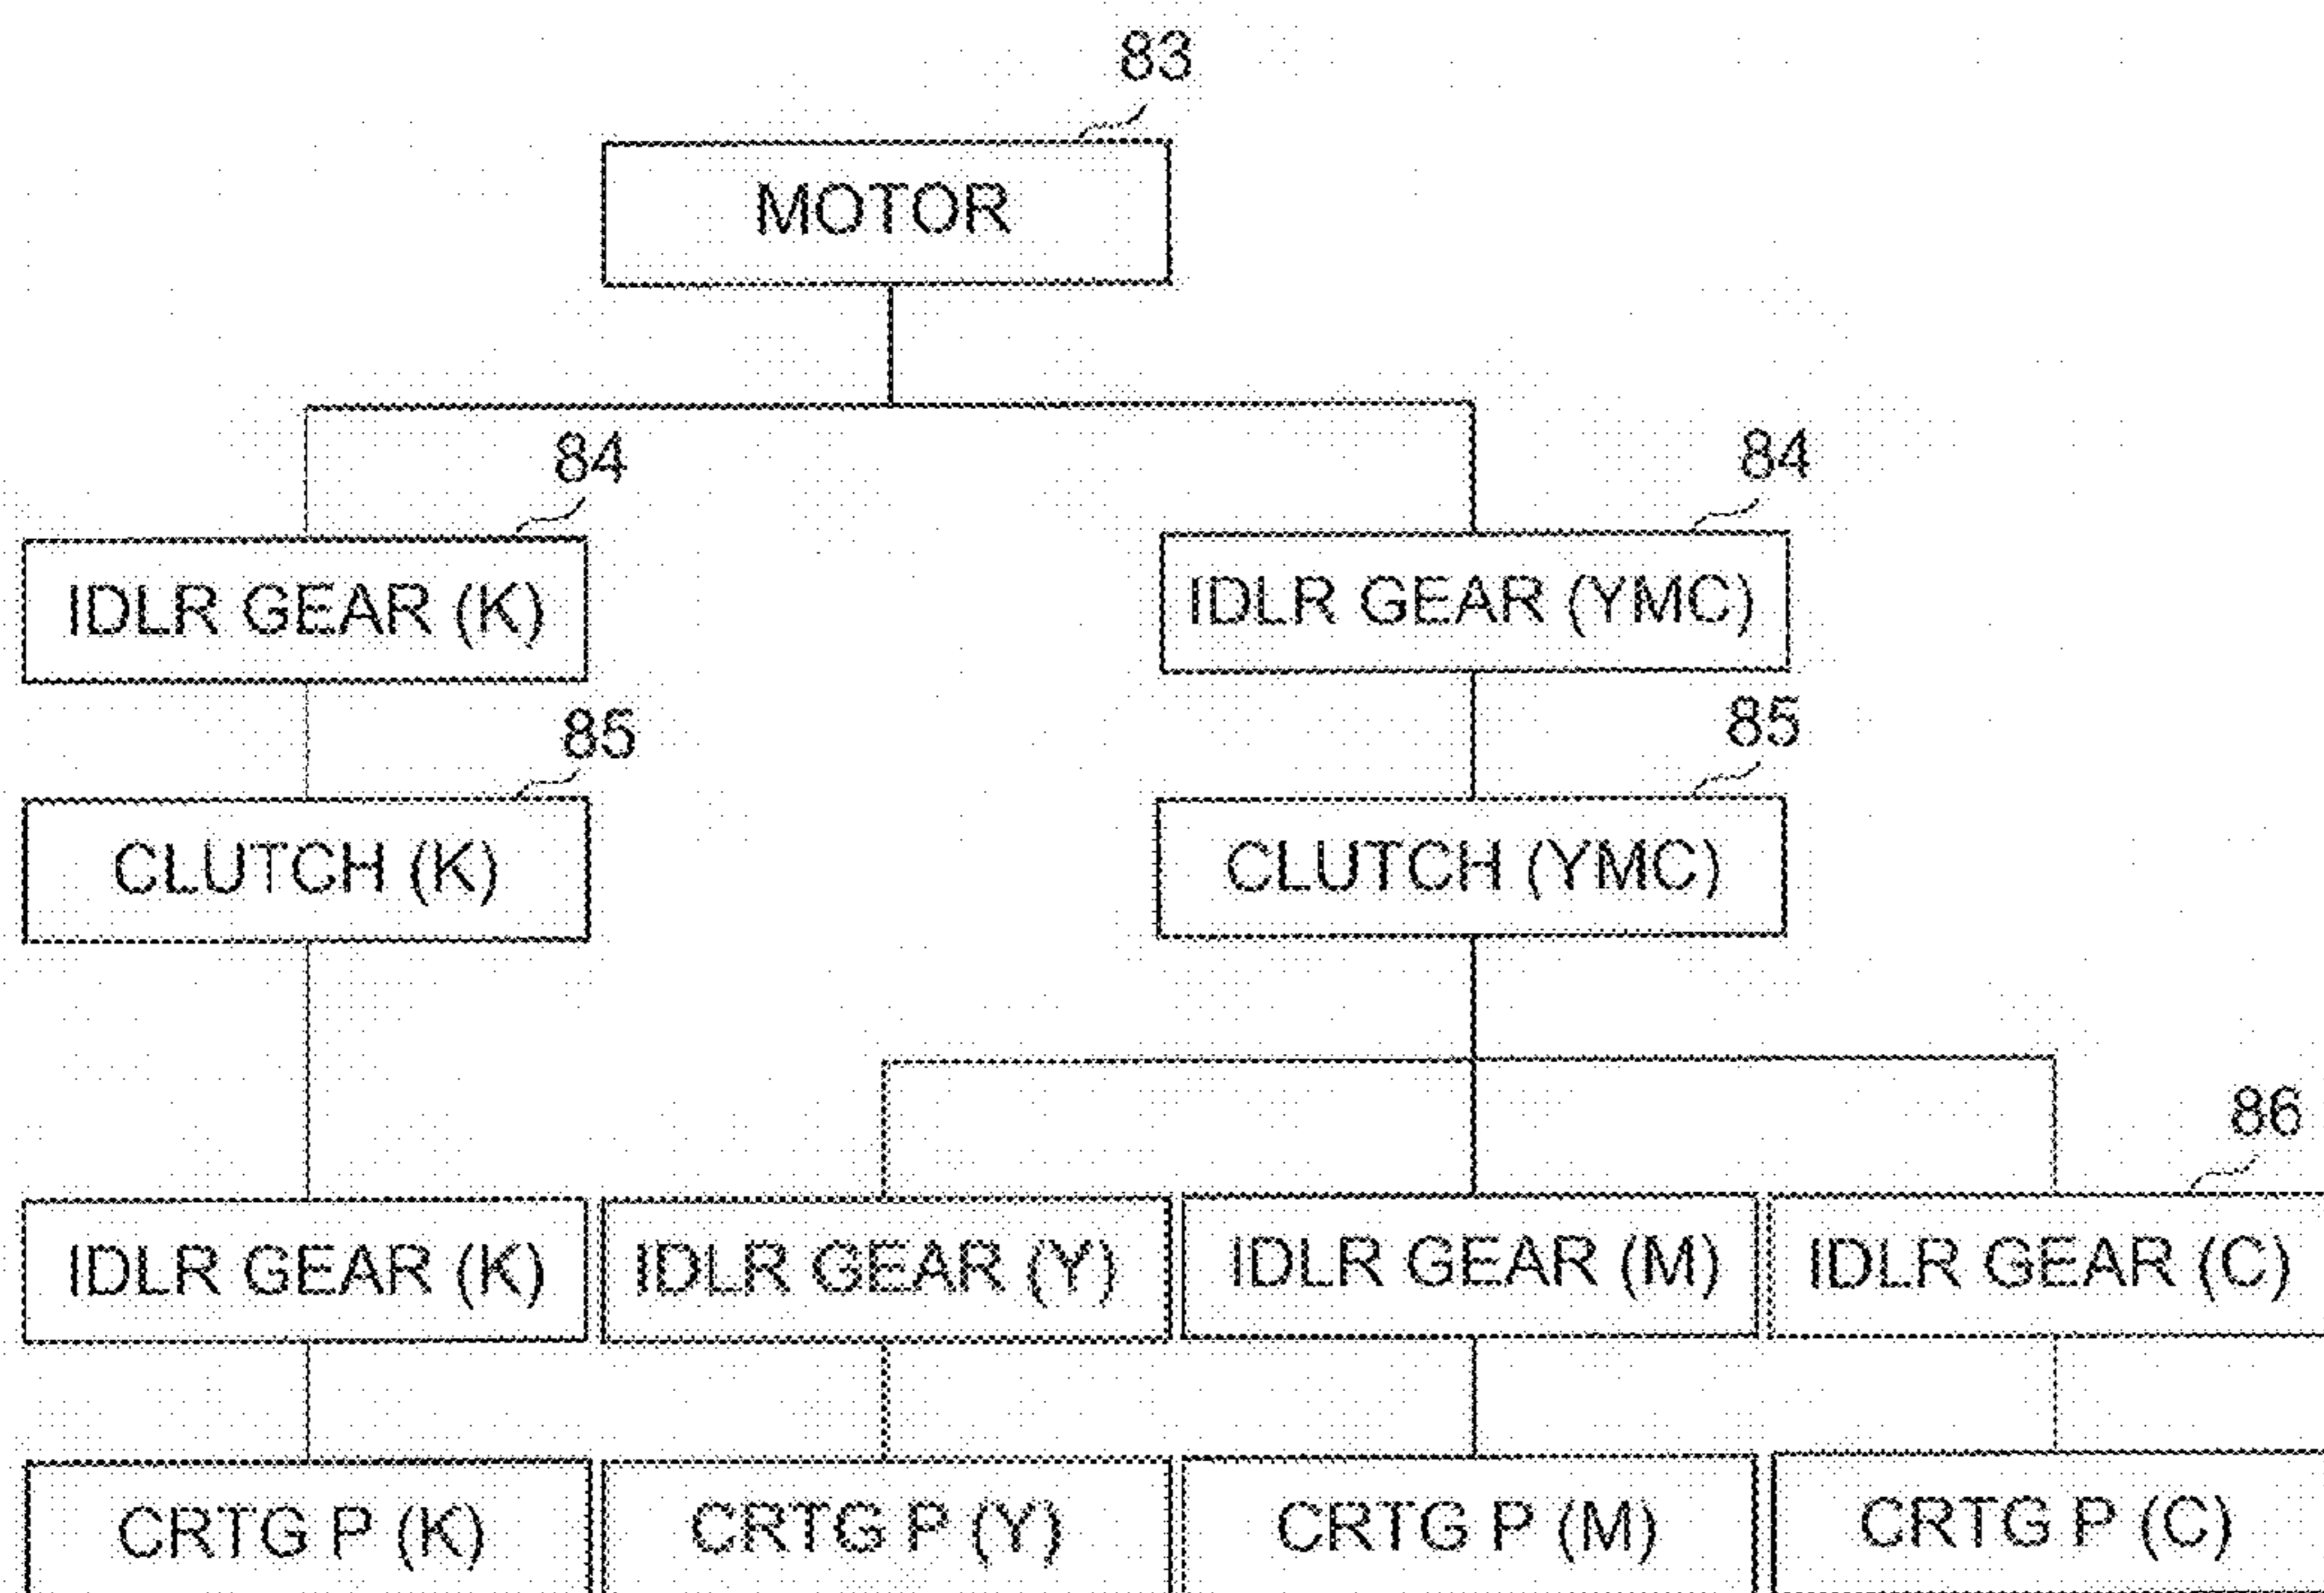 83
MOTOR
84 84
IDLR GEAR (K) IDLR GEAR (YMC)
85 85
CLUTCH (K) CLUTCH (YMC)
86
IDLR GEAR (K) IDLR GEAR (Y) IDLR GEAR (M) IDLR GEAR (C)
CRTG P (K) CRTG P (Y) CRTG P (M) CRTG P (C)